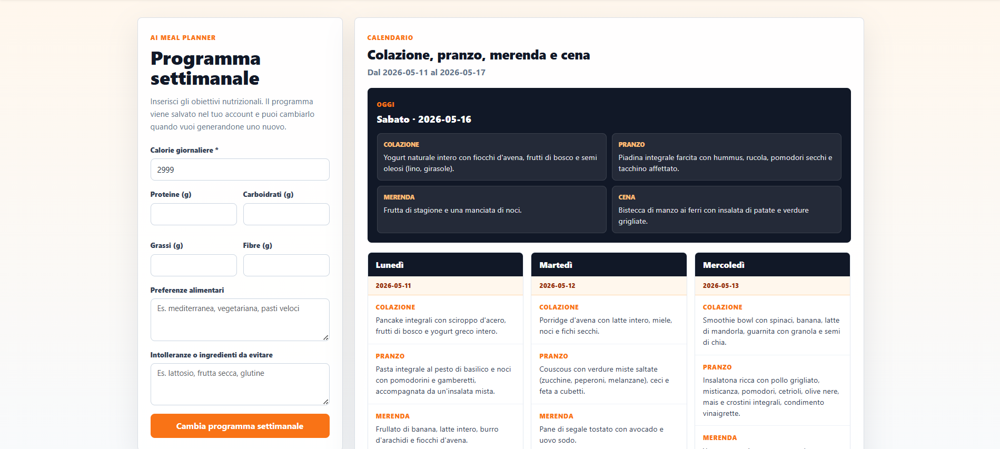 AI MEAL PLANNER
Programma
settimanale
Inserisci gli obiettivi nutrizionali. Il programma
viene salvato nel tuo account e puoi cambiarlo
quando vuoi generandone uno nuovo.
Calorie giornaliere *
2999
Proteine (g)
Carboidrati (g)
Grassi (g)
Fibre (g)
Preferenze alimentari
Es. mediterranea, vegetariana, pasti veloci
Intolleranze o ingredienti da evitare
Es. lattosio, frutta secca, glutine
Cambia programma settimanale
CALENDARIO
Colazione, pranzo, merenda e cena
Dal 2026-05-11 al 2026-05-17
OGGI
Sabato · 2026-05-16
COLAZIONE
Yogurt naturale intero con fiocchi d'avena, frutti di bosco e semi
oleosi (lino, girasole).
PRANZO
Piadina integrale farcita con hummus, rucola, pomodori secchi e
tacchino affettato.
MERENDA
Frutta di stagione e una manciata di noci.
CENA
Bistecca di manzo ai ferri con insalata di patate e verdure
grigliate.
Lunedì
2026-05-11
COLAZIONE
Pancake integrali con sciroppo d'acero,
frutti di bosco e yogurt greco intero.
PRANZO
Pasta integrale al pesto di basilico e noci
con pomodorini e gamberetti,
accompagnata da un'insalata mista.
MERENDA
Frullato di banana, latte intero, burro
d'arachidi e fiocchi d'avena.
Martedì
2026-05-12
COLAZIONE
Porridge d'avena con latte intero, miele,
noci e fichi secchi.
PRANZO
Couscous con verdure miste saltate
(zucchine, peperoni, melanzane), ceci e
feta a cubetti.
MERENDA
Pane di segale tostato con avocado e
uovo sodo.
Mercoledì
2026-05-13
COLAZIONE
Smoothie bowl con spinaci, banana, latte
di mandorla, guarnita con granola e semi
di chia.
PRANZO
Insalatona ricca con pollo grigliato,
misticanza, pomodori, cetrioli, olive nere,
mais e crostini integrali, condimento
vinaigrette.
MERENDA